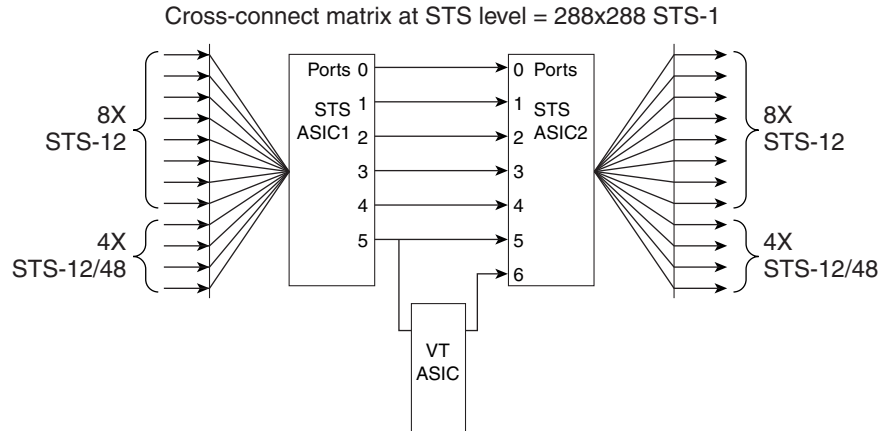 Cross-connect matrix at STS level = 288x288 STS-1
8X
STS-12
4X
STS-12/48
Ports 0
STS 1
ASIC1 2
3
4
5
0 Ports
1 STS
2 ASIC2
3
4
5
6
VT
ASIC
8X
STS-12
4X
STS-12/48